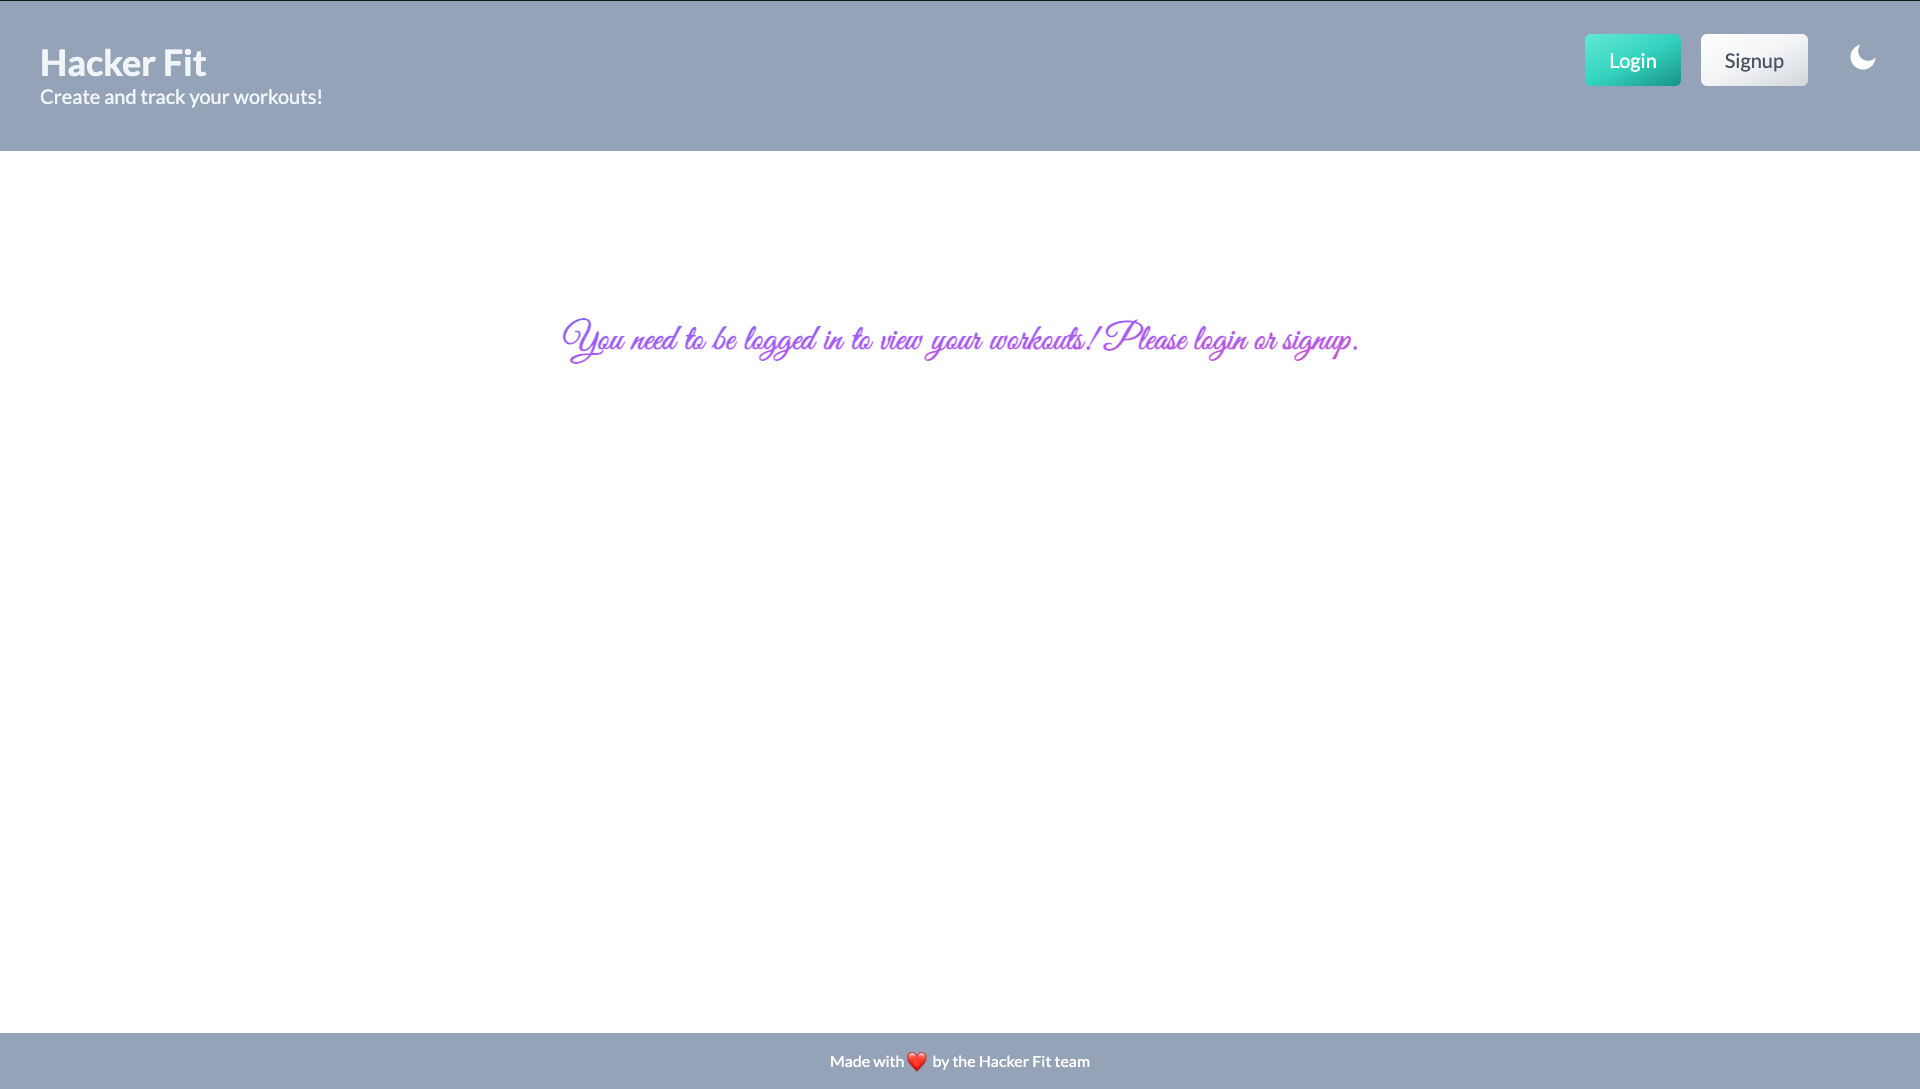 Hacker Fit
Create and track your workouts!
Login
Signup
You need to be logged in to view your workouts! Please login or signup.
Made with ❤️ by the Hacker Fit team